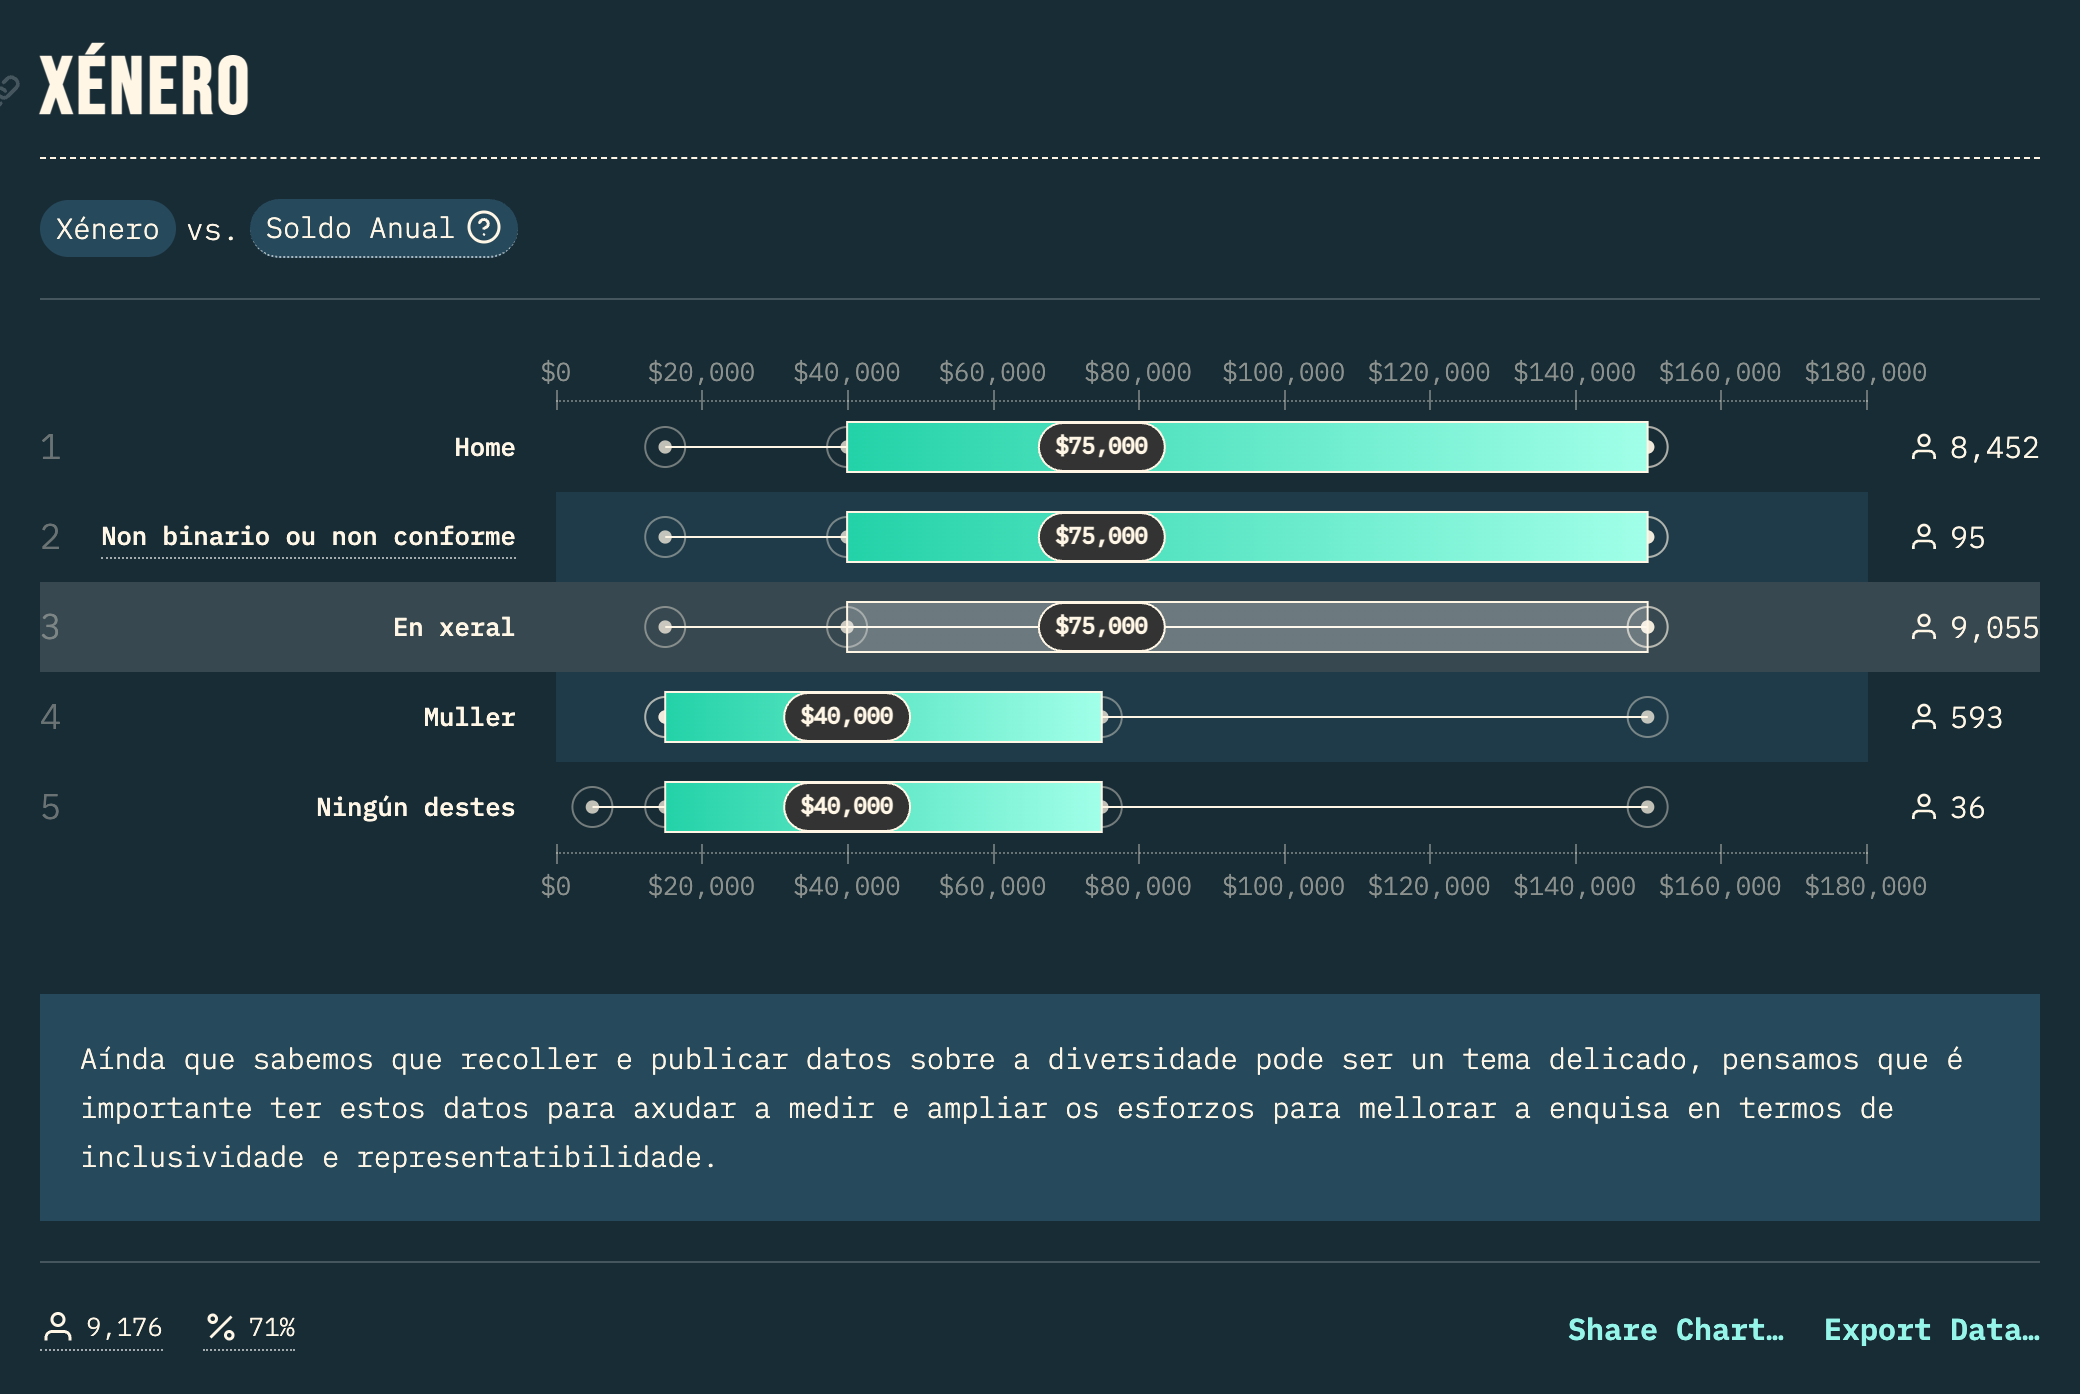 XÉNERO
Xénero vs. Soldo Anual
$0 $20,000 $40,000 $60,000 $80,000 $100,000 $120,000 $140,000 $160,000 $180,000
1 Home $75,000 8,452
2 Non binario ou non conforme $75,000 95
3 En xeral $75,000 9,055
4 Muller $40,000 593
5 Ningún destes $40,000 36
$0 $20,000 $40,000 $60,000 $80,000 $100,000 $120,000 $140,000 $160,000 $180,000
Aínda que sabemos que recoller e publicar datos sobre a diversidade pode ser un tema delicado, pensamos que é
importante ter estos datos para axudar a medir e ampliar os esforzos para mellorar a enquisa en termos de
inclusividade e representatibilidade.
9,176 71% Share Chart… Export Data…